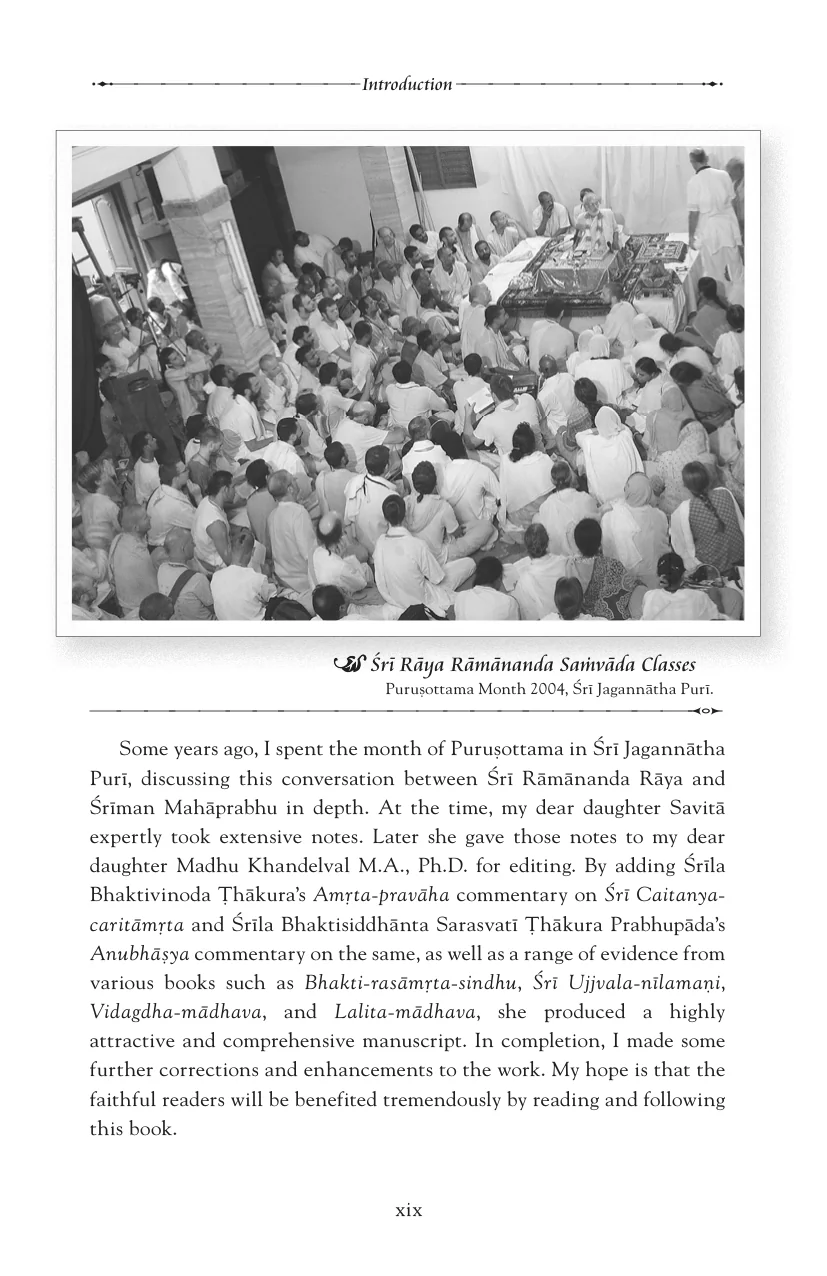 Introduction
Śrī Rāya Rāmānanda Saṁvāda Classes
Puruṣottama Month 2004, Śrī Jagannātha Purī.
Some years ago, I spent the month of Puruṣottama in Śrī Jagannātha
Purī, discussing this conversation between Śrī Rāmānanda Rāya and
Śrīman Mahāprabhu in depth. At the time, my dear daughter Savitā
expertly took extensive notes. Later she gave those notes to my dear
daughter Madhu Khandelval M.A., Ph.D. for editing. By adding Śrīla
Bhaktivinoda Ṭhākura’s Amṛta-pravāha commentary on Śrī Caitanya-
caritāmṛta and Śrīla Bhaktisiddhānta Sarasvatī Ṭhākura Prabhupāda’s
Anubhāṣya commentary on the same, as well as a range of evidence from
various books such as Bhakti-rasāmṛta-sindhu, Śrī Ujjvala-nīlamaṇi,
Vidagdha-mādhava, and Lalita-mādhava, she produced a highly
attractive and comprehensive manuscript. In completion, I made some
further corrections and enhancements to the work. My hope is that the
faithful readers will be benefited tremendously by reading and following
this book.
xix